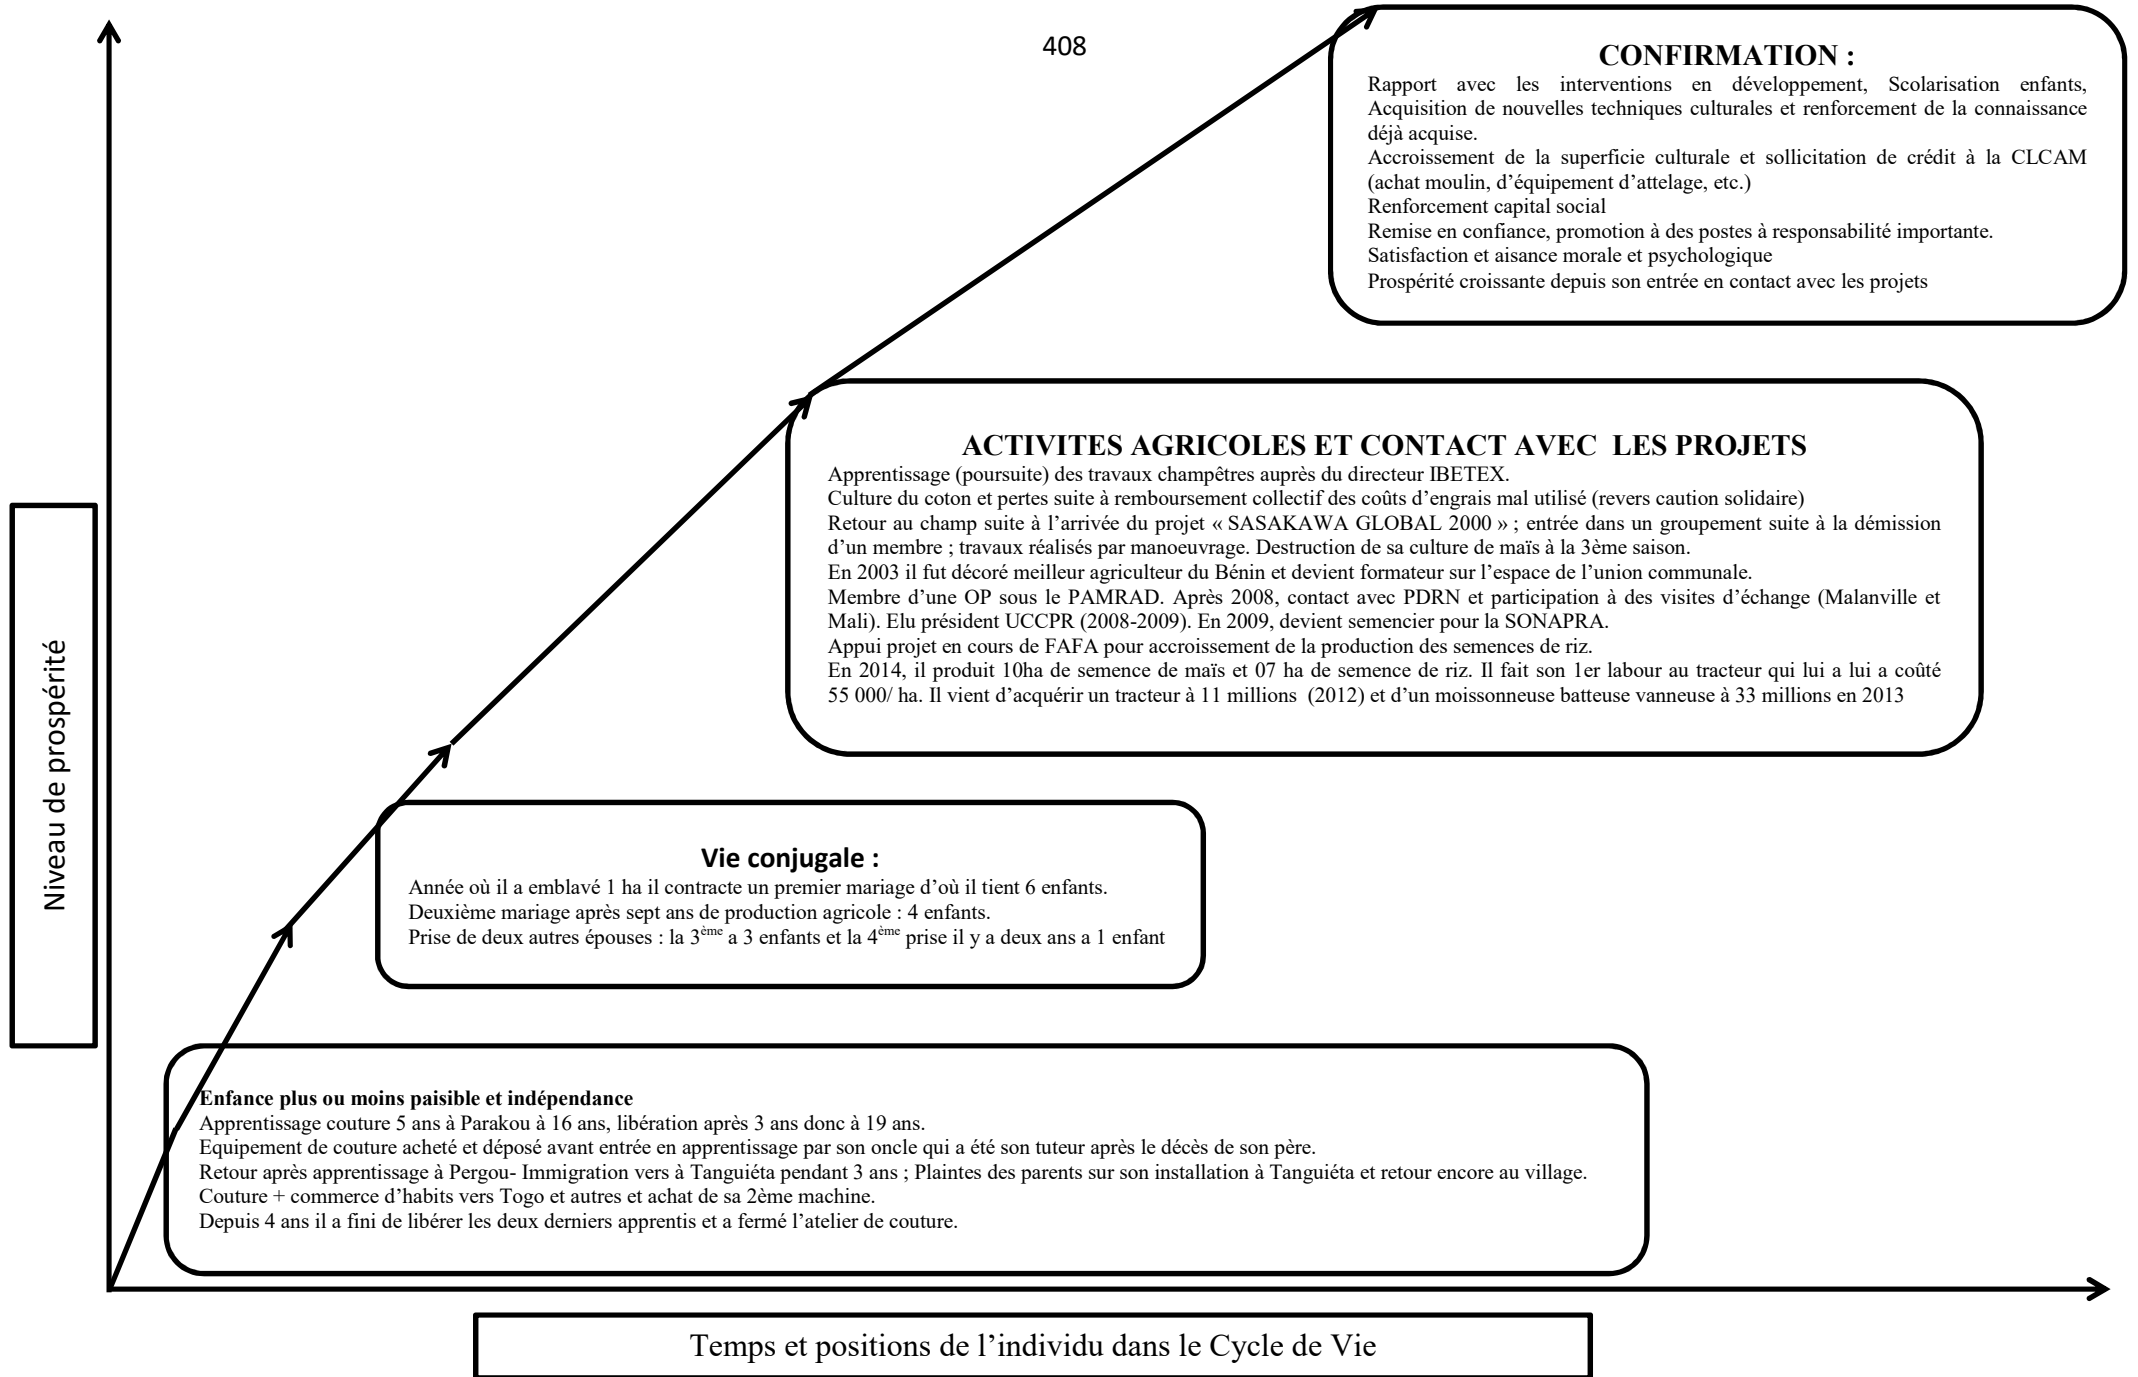 408
CONFIRMATION :
Rapport avec les interventions en développement, Scolarisation enfants,
Acquisition de nouvelles techniques culturales et renforcement de la connaissance
déjà acquise.
Accroissement de la superficie culturale et sollicitation de crédit à la CLCAM
(achat moulin, d’équipement d’attelage, etc.)
Renforcement capital social
Remise en confiance, promotion à des postes à responsabilité importante.
Satisfaction et aisance morale et psychologique
Prospérité croissante depuis son entrée en contact avec les projets
ACTIVITES AGRICOLES ET CONTACT AVEC LES PROJETS
Apprentissage (poursuite) des travaux champêtres auprès du directeur IBETEX.
Culture du coton et pertes suite à remboursement collectif des coûts d’engrais mal utilisé (revers caution solidaire)
Retour au champ suite à l’arrivée du projet « SASAKAWA GLOBAL 2000 » ; entrée dans un groupement suite à la démission
d’un membre ; travaux réalisés par manoeuvrage. Destruction de sa culture de maïs à la 3ème saison.
En 2003 il fut décoré meilleur agriculteur du Bénin et devient formateur sur l’espace de l’union communale.
Membre d’une OP sous le PAMRAD. Après 2008, contact avec PDRN et participation à des visites d’échange (Malanville et
Mali). Elu président UCCPR (2008-2009). En 2009, devient semencier pour la SONAPRA.
Appui projet en cours de FAFA pour accroissement de la production des semences de riz.
En 2014, il produit 10ha de semence de maïs et 07 ha de semence de riz. Il fait son 1er labour au tracteur qui lui a lui a coûté
55 000/ ha. Il vient d’acquérir un tracteur à 11 millions (2012) et d’un moissonneuse batteuse vanneuse à 33 millions en 2013
Niveau de prospérité
Vie conjugale :
Année où il a emblavé 1 ha il contracte un premier mariage d’où il tient 6 enfants.
Deuxième mariage après sept ans de production agricole : 4 enfants.
Prise de deux autres épouses : la 3ème a 3 enfants et la 4ème prise il y a deux ans a 1 enfant
Enfance plus ou moins paisible et indépendance
Apprentissage couture 5 ans à Parakou à 16 ans, libération après 3 ans donc à 19 ans.
Equipement de couture acheté et déposé avant entrée en apprentissage par son oncle qui a été son tuteur après le décès de son père.
Retour après apprentissage à Pergou- Immigration vers à Tanguiéta pendant 3 ans ; Plaintes des parents sur son installation à Tanguiéta et retour encore au village.
Couture + commerce d’habits vers Togo et autres et achat de sa 2ème machine.
Depuis 4 ans il a fini de libérer les deux derniers apprentis et a fermé l’atelier de couture.
Temps et positions de l’individu dans le Cycle de Vie